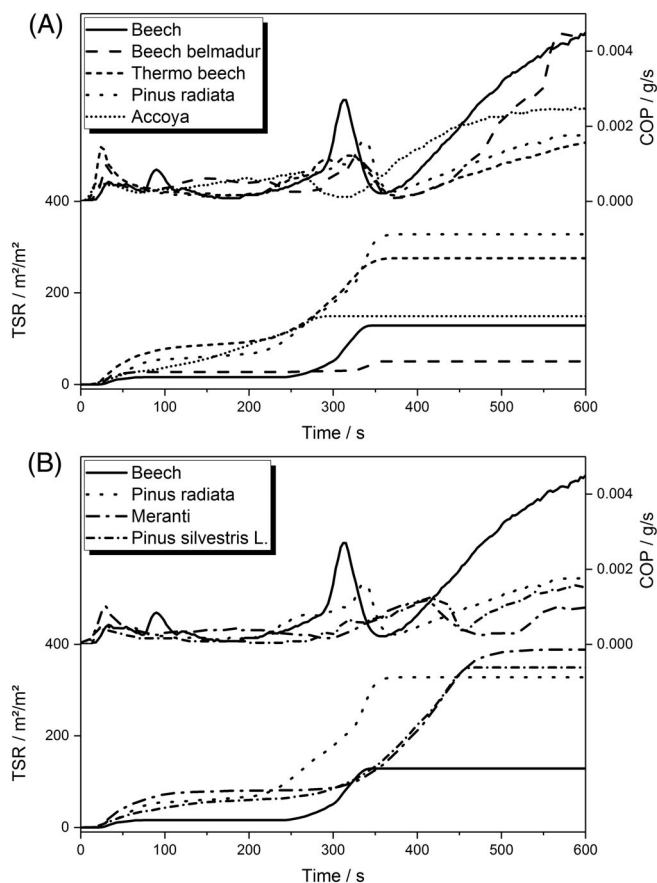 (A)
Beech
Beech belmadur
Thermo beech
Pinus radiata
Accoya
0.004
0.002
0.000
COP / g/s
400
200
0
TSR / m²/m²
0 100 200 300 400 500 600
Time / s
(B)
Beech
Pinus radiata
Meranti
Pinus silvestris L.
0.004
0.002
0.000
COP / g/s
400
200
0
TSR / m²/m²
0 100 200 300 400 500 600
Time / s